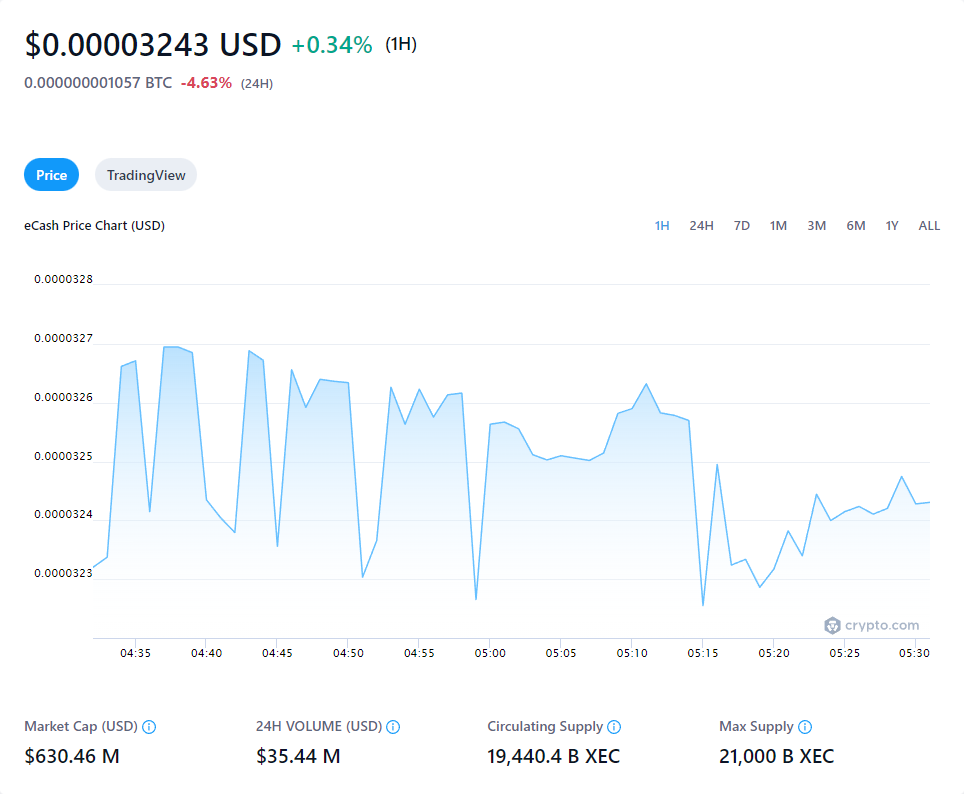 $0.00003243 USD +0.34% (1H)
0.000000001057 BTC -4.63% (24H)
Price TradingView
eCash Price Chart (USD) 1H 24H 7D 1M 3M 6M 1Y ALL
0.0000328
0.0000327
0.0000326
0.0000325
0.0000324
0.0000323
crypto.com
04:35 04:40 04:45 04:50 04:55 05:00 05:05 05:10 05:15 05:20 05:25 05:30
Market Cap (USD) 24H VOLUME (USD) Circulating Supply Max Supply
$630.46 M $35.44 M 19,440.4 B XEC 21,000 B XEC